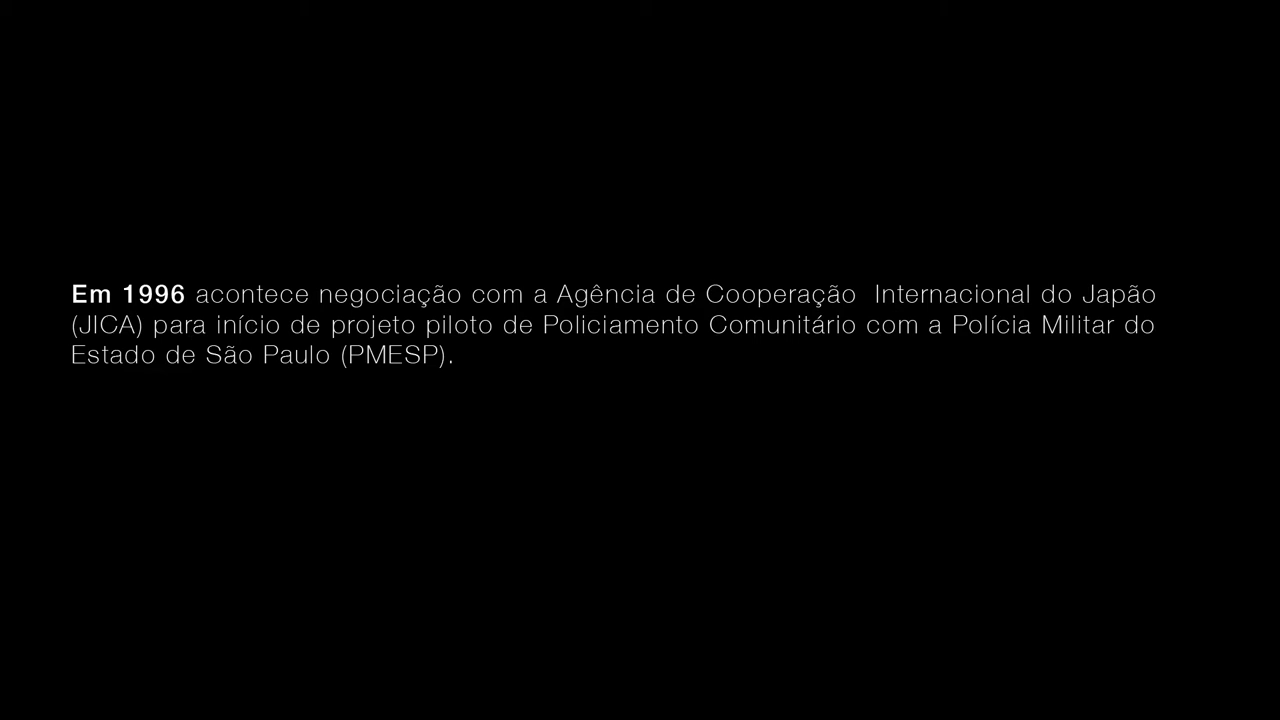 Em 1996 acontece negociação com a Agência de Cooperação  Internacional do Japão
(JICA) para início de projeto piloto de Policiamento Comunitário com a Polícia Militar do
Estado de São Paulo (PMESP).